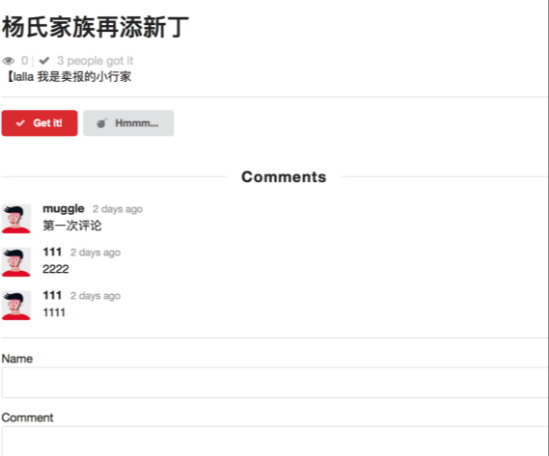 杨氏家族再添新丁
0 3 people got it
【lalla 我是卖报的小行家
Get it! Hmmm...
Comments
muggle 2 days ago
第一次评论
111 2 days ago
2222
111 2 days ago
1111
Name
Comment